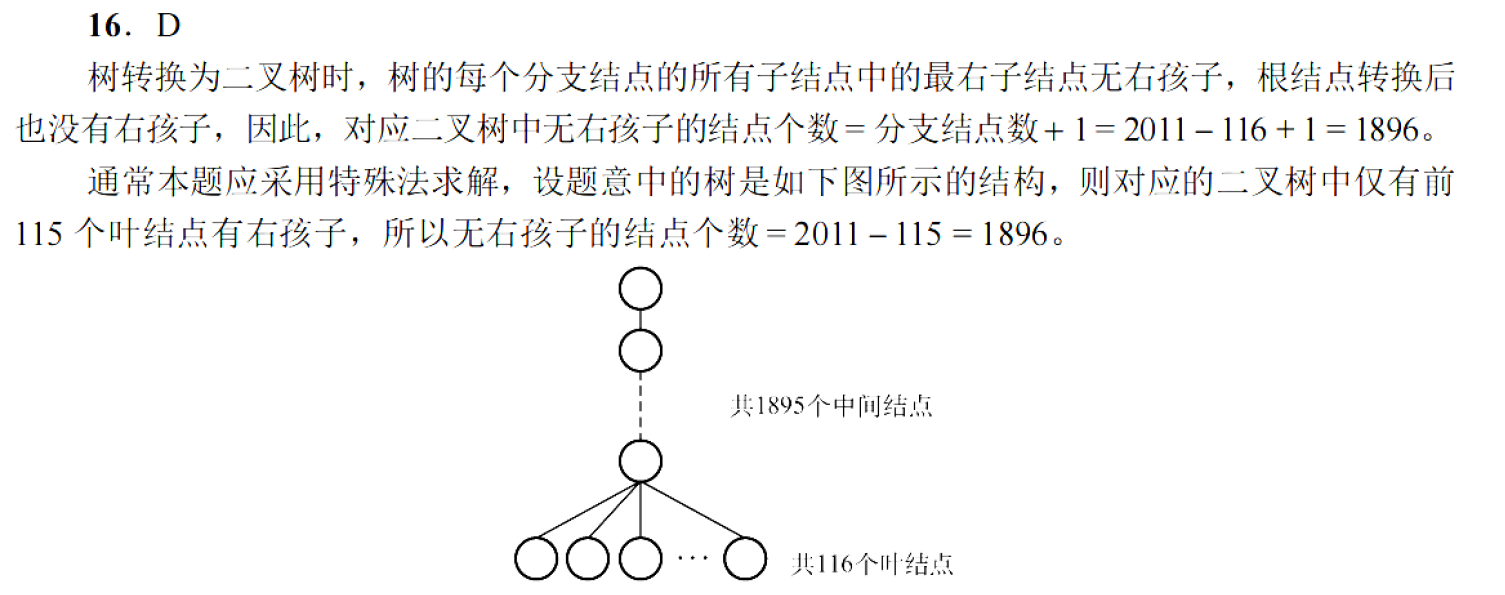 16．D
树转换为二叉树时，树的每个分支结点的所有子结点中的最右子结点无右孩子，根结点转换后
也没有右孩子，因此，对应二叉树中无右孩子的结点个数 = 分支结点数 + 1 = 2011 – 116 + 1 = 1896。
通常本题应采用特殊法求解，设题意中的树是如下图所示的结构，则对应的二叉树中仅有前
115 个叶结点有右孩子，所以无右孩子的结点个数 = 2011 – 115 = 1896。
共1895个中间结点
···
共116个叶结点